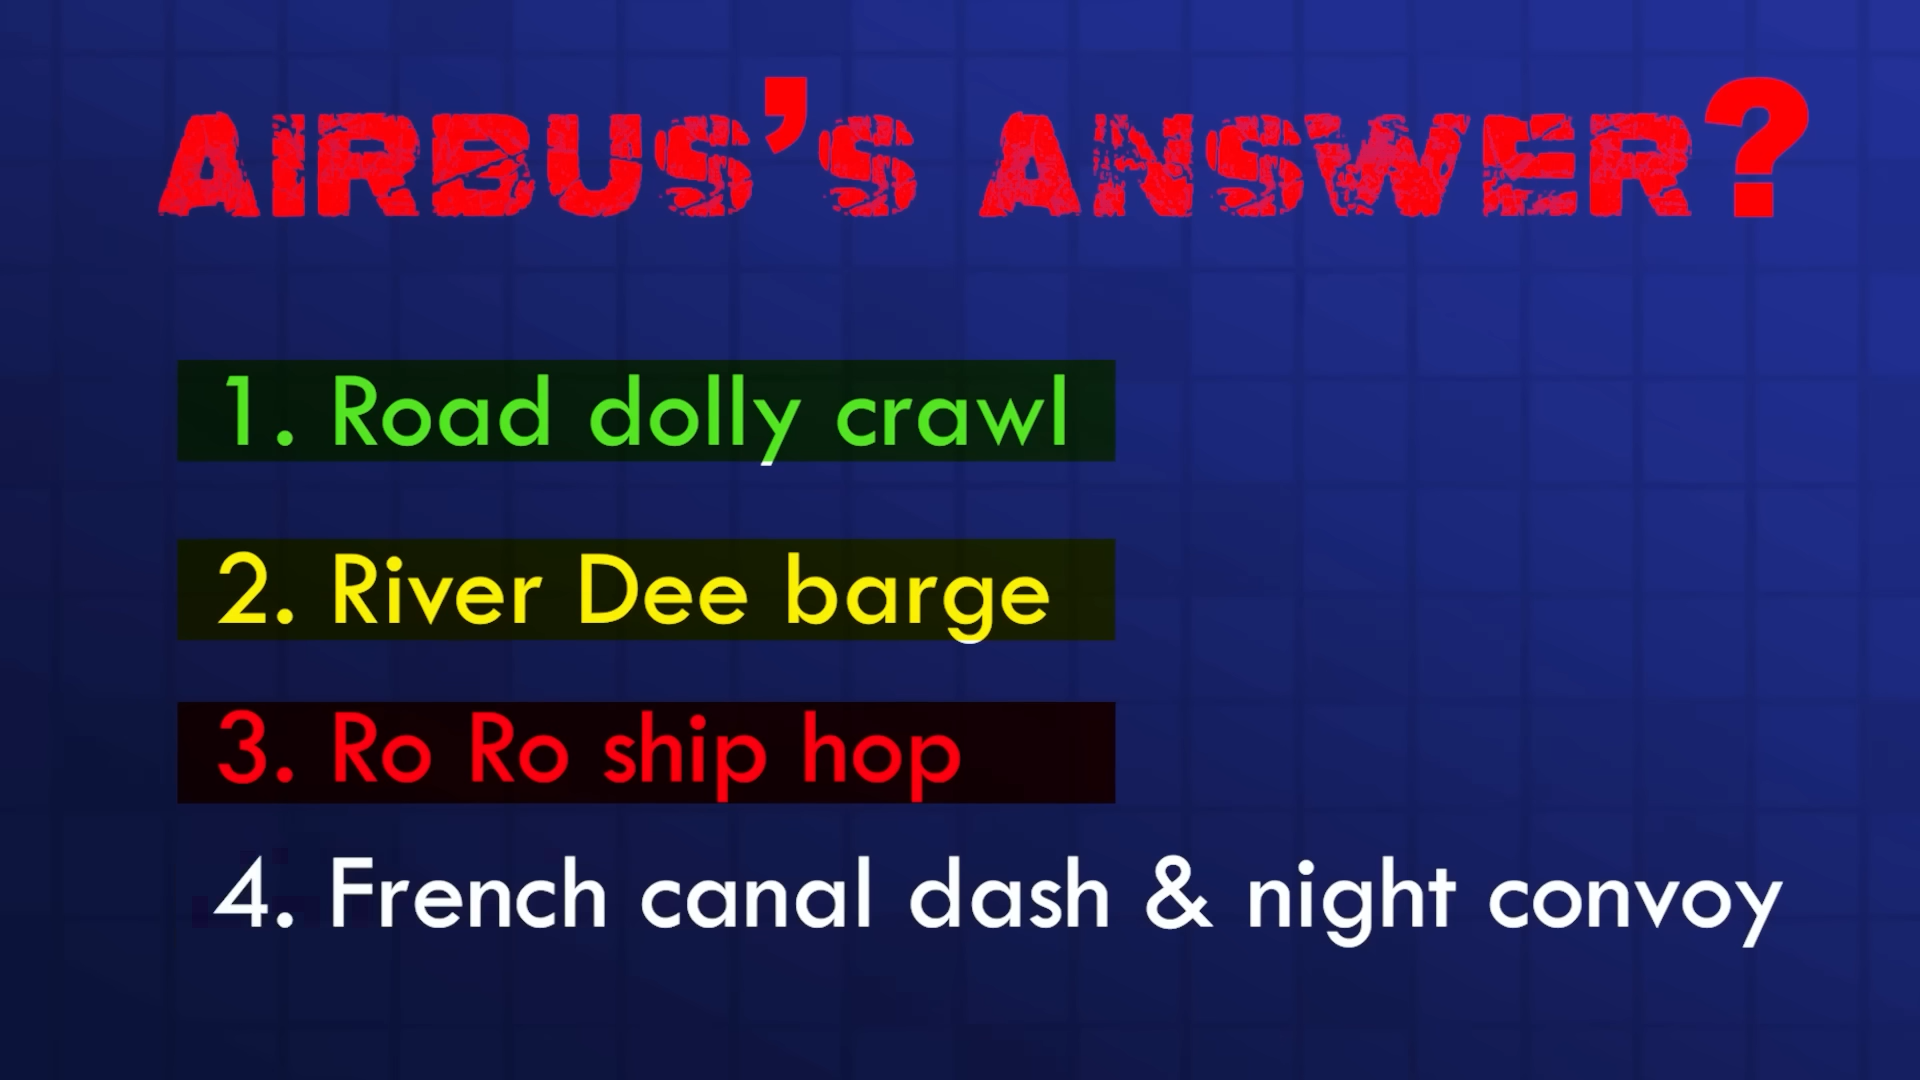 AIRBUS'S ANSWER?
1. Road dolly crawl
2. River Dee barge
3. Ro Ro ship hop
4. French canal dash & night convoy